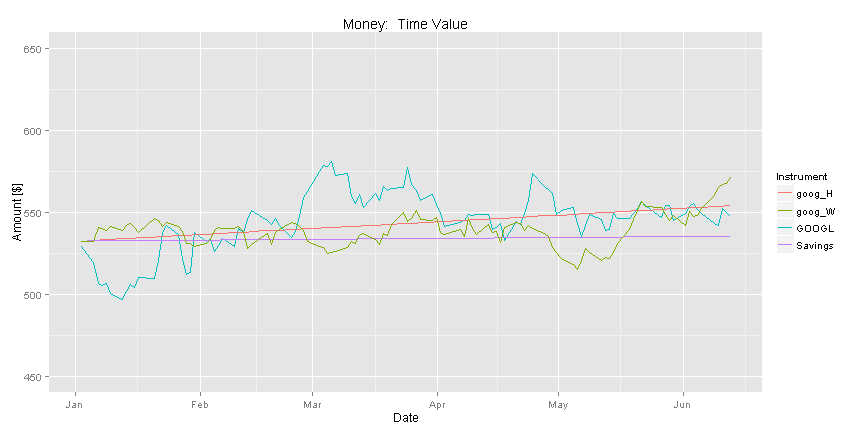 Money:  Time Value
650
600
550
500
450
Amount [$]
Jan
Feb
Mar
Apr
May
Jun
Date
Instrument
goog_H
goog_W
GOOGL
Savings